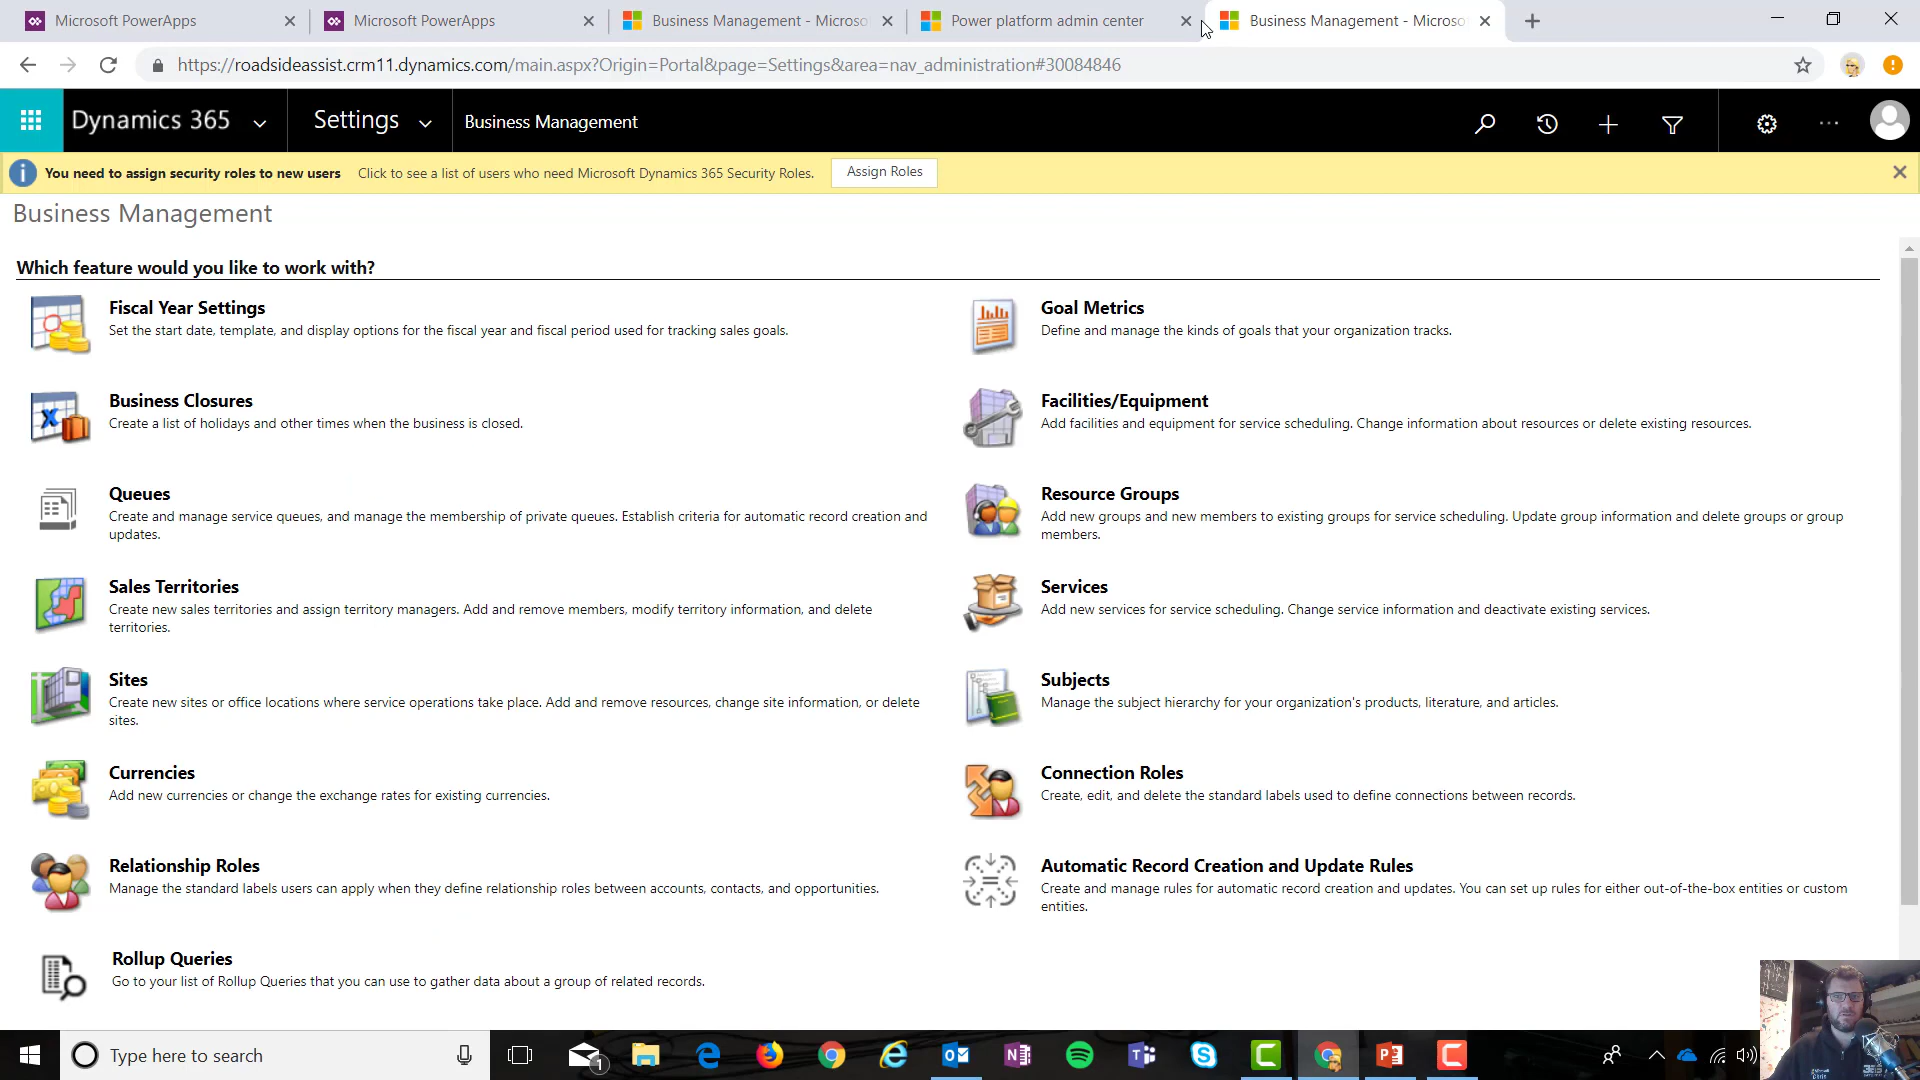 Microsoft PowerApps
Microsoft PowerApps
Business Management - Microso
Power platform admin center
Business Management - Microso
https://roadsideassist.crm11.dynamics.com/main.aspx?Origin=Portal&page=Settings&area=nav_administration#30084846
Dynamics 365
Settings
Business Management
You need to assign security roles to new users
Click to see a list of users who need Microsoft Dynamics 365 Security Roles.
Assign Roles
Business Management
Which feature would you like to work with?
Fiscal Year Settings
Set the start date, template, and display options for the fiscal year and fiscal period used for tracking sales goals.
Goal Metrics
Define and manage the kinds of goals that your organization tracks.
Business Closures
Create a list of holidays and other times when the business is closed.
Facilities/Equipment
Add facilities and equipment for service scheduling. Change information about resources or delete existing resources.
Queues
Create and manage service queues, and manage the membership of private queues. Establish criteria for automatic record creation and
updates.
Resource Groups
Add new groups and new members to existing groups for service scheduling. Update group information and delete groups or group
members.
Sales Territories
Create new sales territories and assign territory managers. Add and remove members, modify territory information, and delete
territories.
Services
Add new services for service scheduling. Change service information and deactivate existing services.
Sites
Create new sites or office locations where service operations take place. Add and remove resources, change site information, or delete
sites.
Subjects
Manage the subject hierarchy for your organization's products, literature, and articles.
Currencies
Add new currencies or change the exchange rates for existing currencies.
Connection Roles
Create, edit, and delete the standard labels used to define connections between records.
Relationship Roles
Manage the standard labels users can apply when they define relationship roles between accounts, contacts, and opportunities.
Automatic Record Creation and Update Rules
Create and manage rules for automatic record creation and updates. You can set up rules for either out-of-the-box entities or custom
entities.
Rollup Queries
Go to your list of Rollup Queries that you can use to gather data about a group of related records.
Type here to search
1